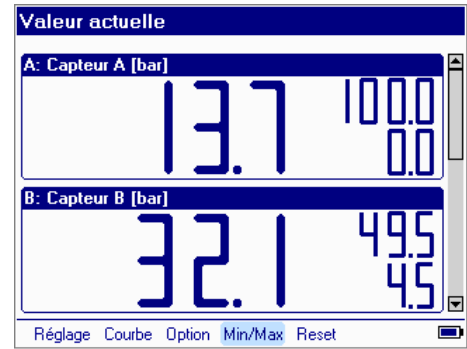 Valeur actuelle
A: Capteur A [bar]
13.7
100.0
0.0
B: Capteur B [bar]
32.1
49.5
4.5
Réglage Courbe Option Min/Max Reset